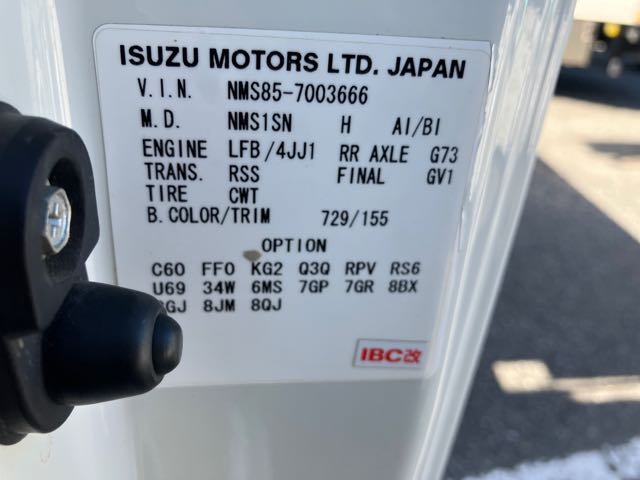 ISUZU MOTORS LTD. JAPAN
V.I.N. NMS85-7003666
M.D. NMS1SN H AI/BI
ENGINE LFB/4JJ1 RR AXLE G73
TRANS. RSS FINAL GV1
TIRE CWT
B.COLOR/TRIM 729/155
OPTION
C60 FF0 KG2 Q3Q RPV RS6
U69 34W 6MS 7GP 7GR 8BX
8JM 8QJ
IBC改